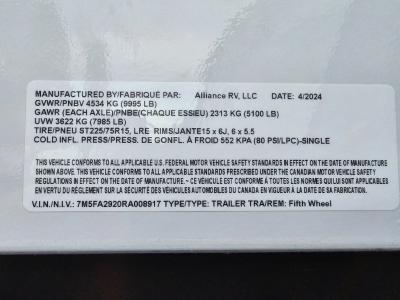 MANUFACTURED BY/FABRIQUÉ PAR: Alliance RV, LLC DATE: 4/2024
GVWR/PNBV 4534 KG (9995 LB)
GAWR (EACH AXLE)/PNBE(CHAQUE ESSIEU) 2313 KG (5100 LB)
UVW 3622 KG (7985 LB)
TIRE/PNEU ST225/75R15, LRE RIMS/JANTE15 x 6J, 6 x 5.5
COLD INFL. PRESS/PRESS. DE GONFL. À FROID 552 KPA (80 PSI/LPC)-SINGLE
THIS VEHICLE CONFORMS TO ALL APPLICABLE U.S. FEDERAL MOTOR VEHICLE SAFETY STANDARDS IN EFFECT ON THE DATE OF MANUFACTURE
SHOWN ABOVE. THIS VEHICLE CONFORMS TO ALL APPLICABLE STANDARDS PRESCRIBED UNDER THE CANADIAN MOTOR VEHICLE SAFETY
REGULATIONS IN EFFECT ON THE DATE OF MANUFACTURE.~ CE VÉHICULE EST CONFORME À TOUTES LES NORMES QUI LUI SONT APPLICABLES
EN VERTU DU RÈGLEMENT SUR LA SÉCURITÉ DES VÉHICULES AUTOMOBILES DU CANADA EN VIGUEUR À LA DATE DE SA FABRICATION.
V.I.N./N.I.V.: 7M5FA2920RA008917 TYPE/TYPE: TRAILER TRA/REM: Fifth Wheel